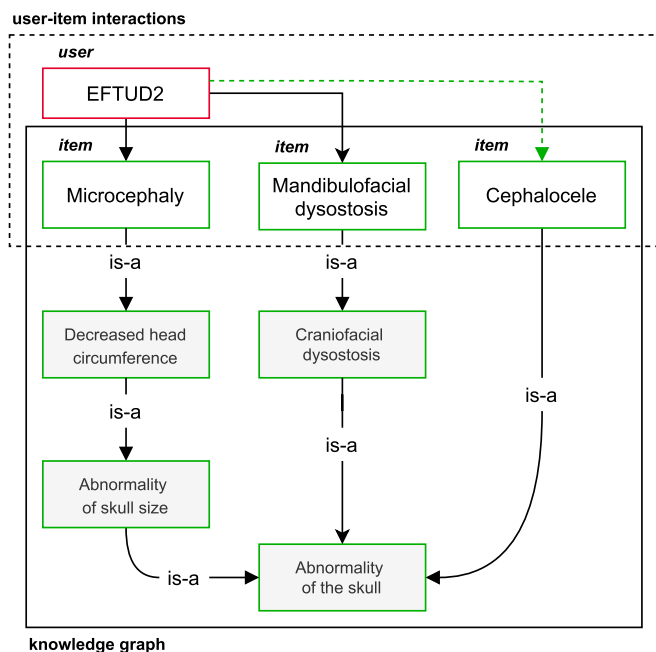 user-item interactions
user
EFTUD2
item
item
item
Microcephaly
Mandibulofacial
dysostosis
Cephalocele
is-a
is-a
Decreased head
circumference
Craniofacial
dysostosis
is-a
is-a
is-a
Abnormality
of skull size
is-a
Abnormality
of the skull
knowledge graph